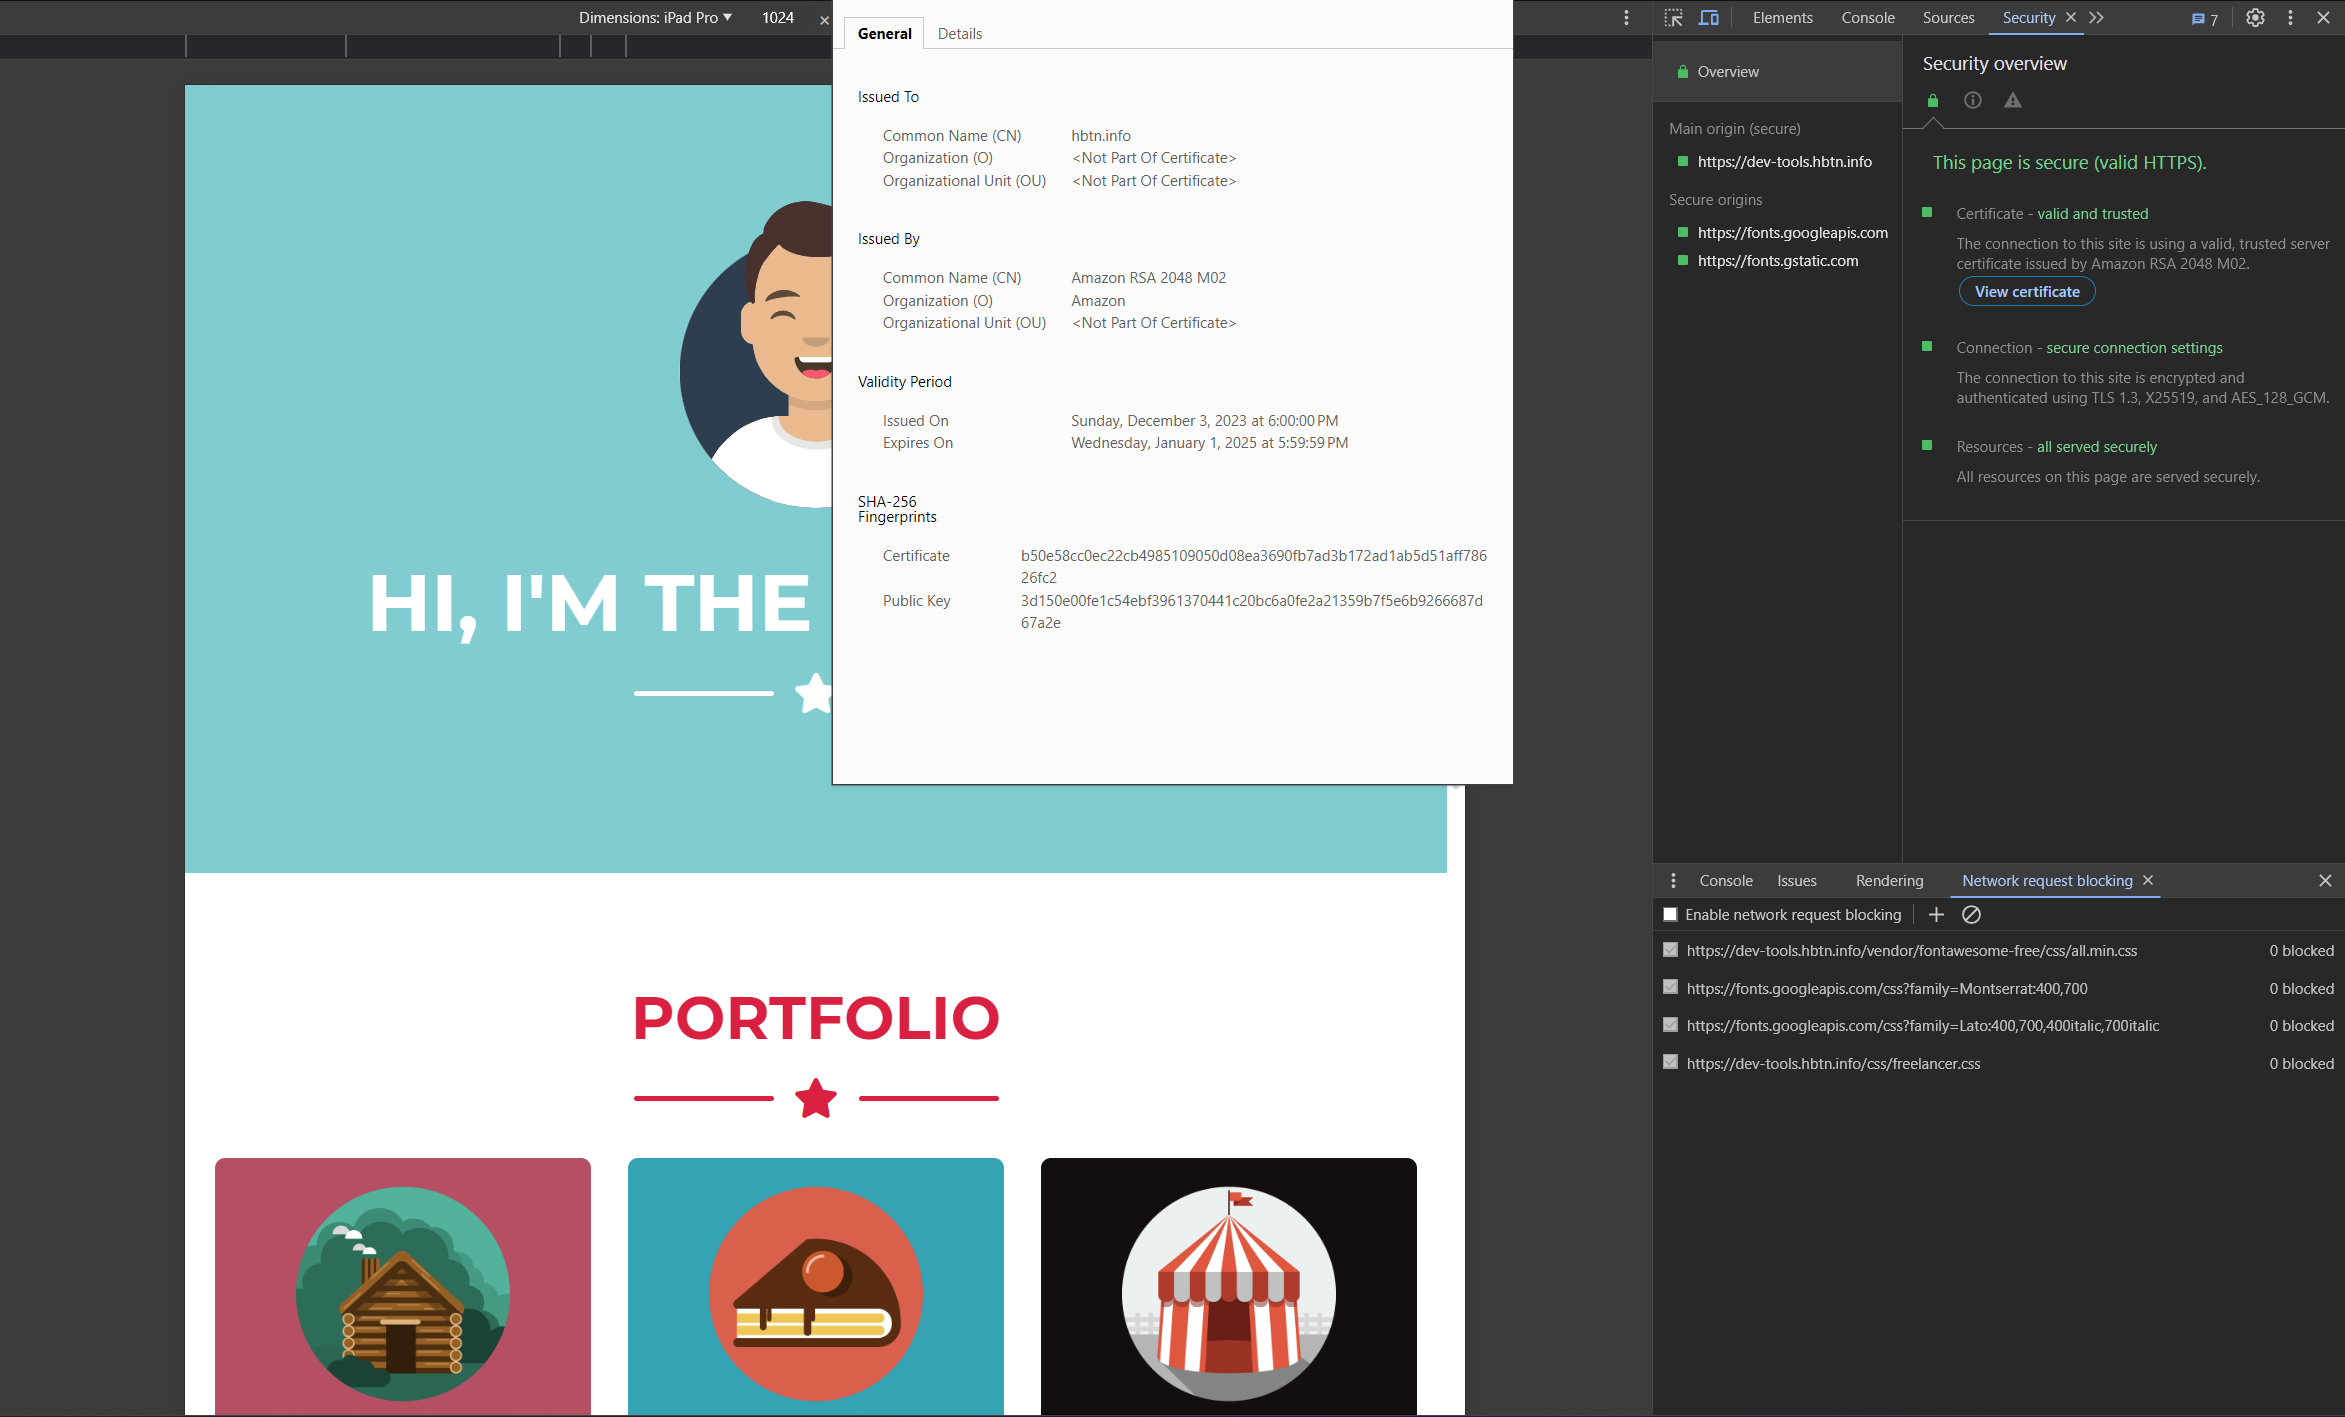 Dimensions: iPad Pro ▼ 1024 ×
General Details
Issued To
Common Name (CN) hbtn.info
Organization (O) <Not Part Of Certificate>
Organizational Unit (OU) <Not Part Of Certificate>
Issued By
Common Name (CN) Amazon RSA 2048 M02
Organization (O) Amazon
Organizational Unit (OU) <Not Part Of Certificate>
Validity Period
Issued On Sunday, December 3, 2023 at 6:00:00 PM
Expires On Wednesday, January 1, 2025 at 5:59:59 PM
SHA-256
Fingerprints
Certificate b50e58cc0ec22cb4985109050d08ea3690fb7ad3b172ad1ab5d51aff786
26fc2
Public Key 3d150e00fe1c54ebf3961370441c20bc6a0fe2a21359b7f5e6b9266687d
67a2e
HI, I'M THE
PORTFOLIO
Elements Console Sources Security × 7
Overview
Main origin (secure)
https://dev-tools.hbtn.info
Secure origins
https://fonts.googleapis.com
https://fonts.gstatic.com
Security overview
This page is secure (valid HTTPS).
Certificate - valid and trusted
The connection to this site is using a valid, trusted server
certificate issued by Amazon RSA 2048 M02.
View certificate
Connection - secure connection settings
The connection to this site is encrypted and
authenticated using TLS 1.3, X25519, and AES_128_GCM.
Resources - all served securely
All resources on this page are served securely.
Console Issues Rendering Network request blocking ×
Enable network request blocking
https://dev-tools.hbtn.info/vendor/fontawesome-free/css/all.min.css 0 blocked
https://fonts.googleapis.com/css?family=Montserrat:400,700 0 blocked
https://fonts.googleapis.com/css?family=Lato:400,700,400italic,700italic 0 blocked
https://dev-tools.hbtn.info/css/freelancer.css 0 blocked